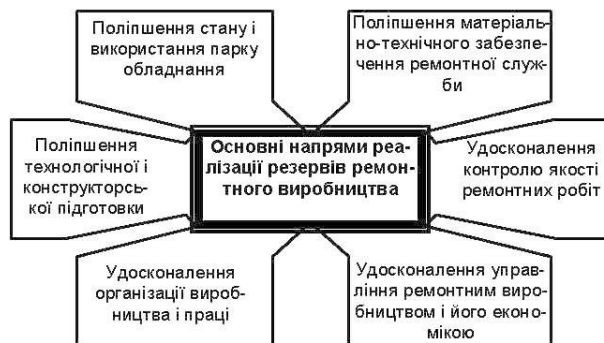 Поліпшення стану і
використання парку
обладнання
Поліпшення матеріаль-
но-технічного забезпе-
чення ремонтної служ-
би
Поліпшення
технологічної і
конструкторсь-
кої підготовки
Основні напрями реа-
лізації резервів ремон-
тного виробництва
Удосконалення
контролю якості
ремонтних робіт
Удосконалення
організації вироб-
ництва і праці
Удосконалення управ-
ління ремонтним виро-
бництвом і його еконо-
мікою